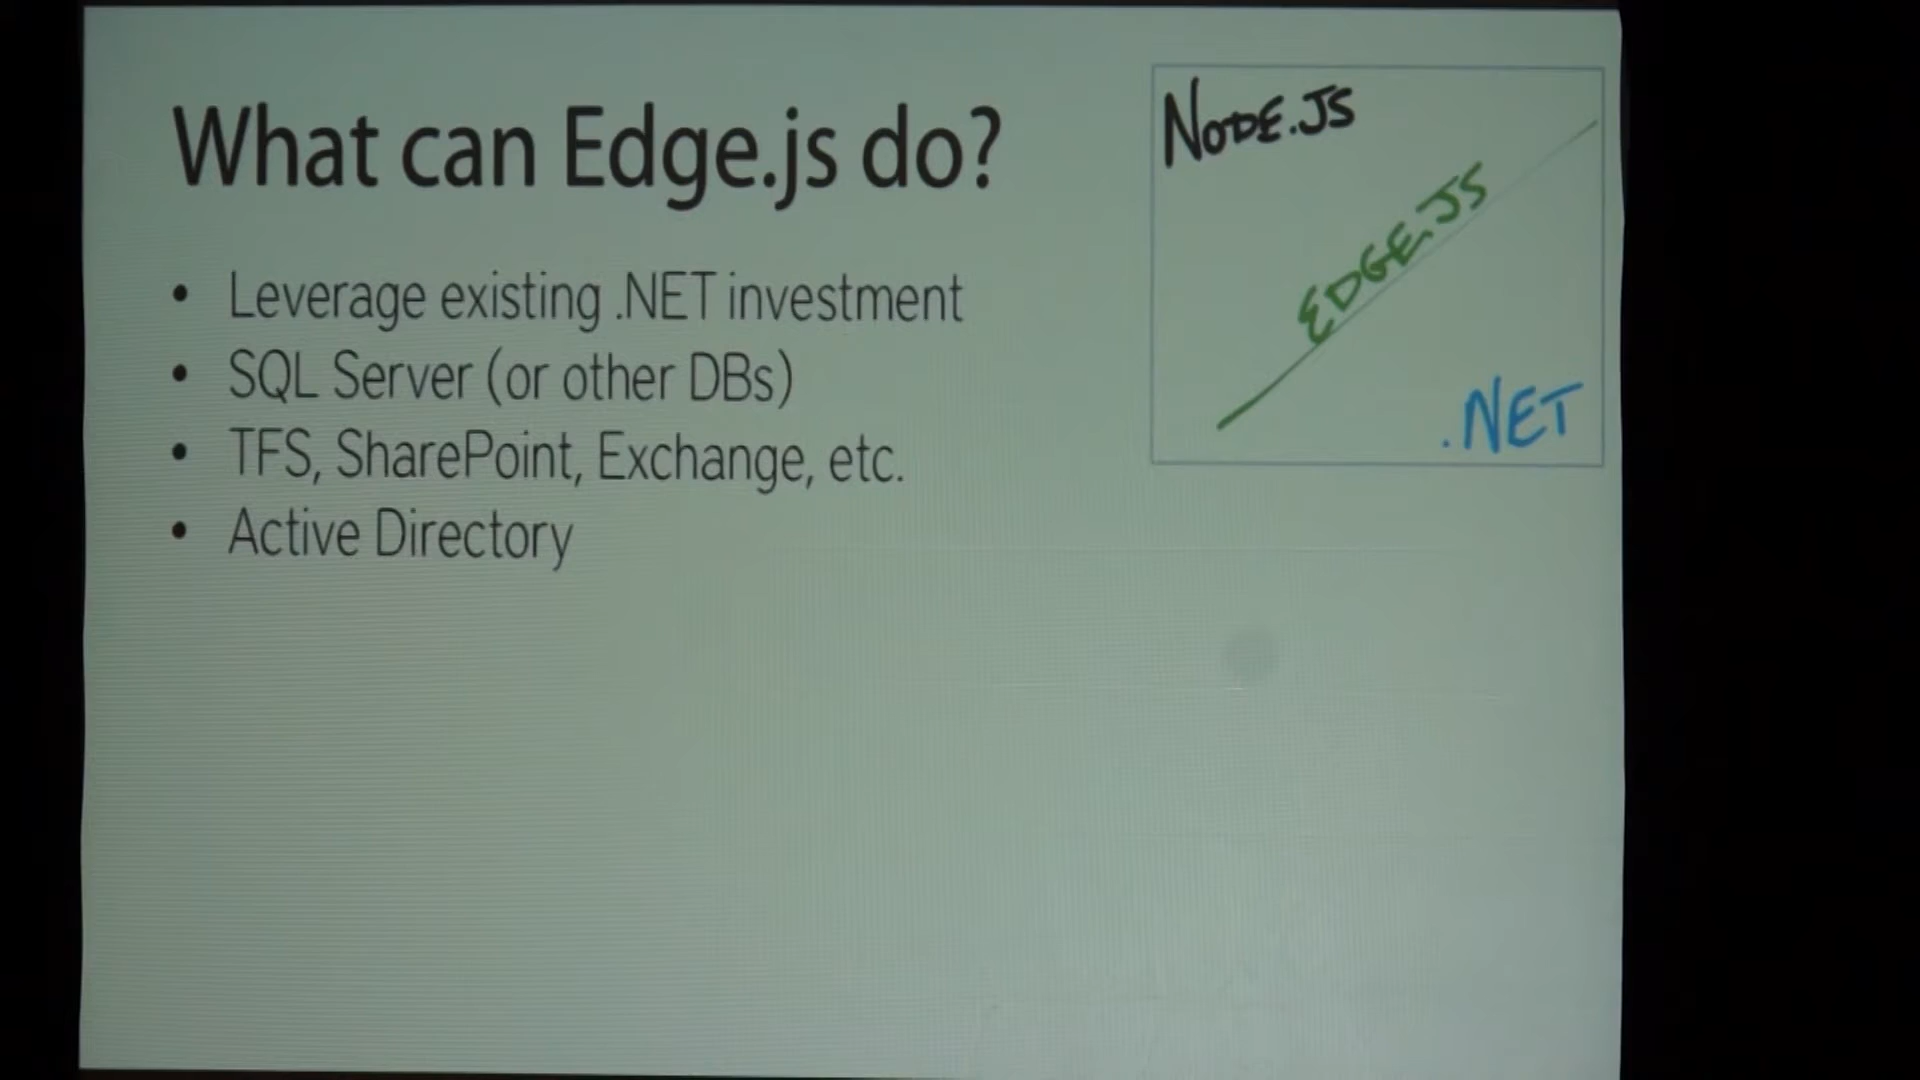 What can Edge.js do?
• Leverage existing .NET investment
• SQL Server (or other DBs)
• TFS, SharePoint, Exchange, etc.
• Active Directory
NODE.JS
EDGE.JS
.NET